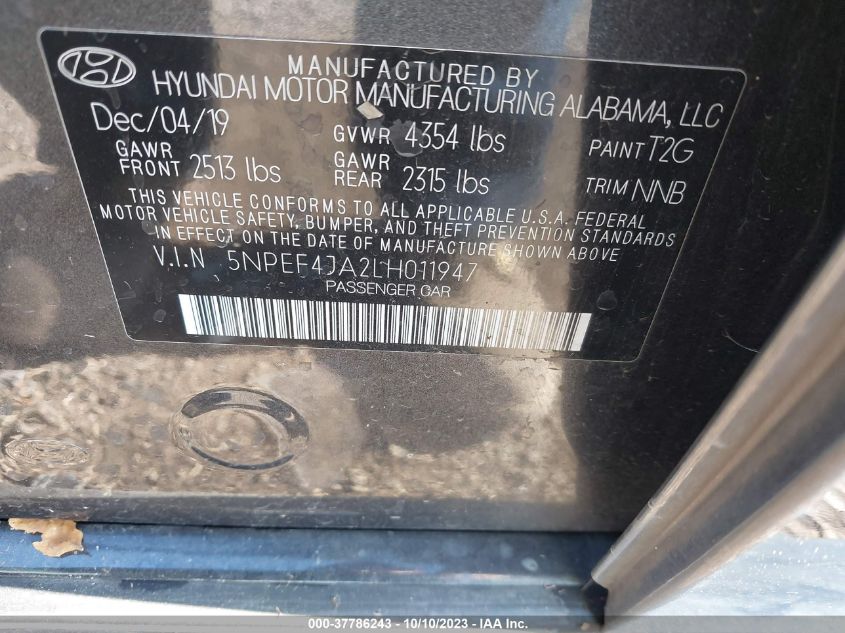 MANUFACTURED BY
HYUNDAI MOTOR MANUFACTURING ALABAMA, LLC
Dec/04/19 GVWR 4354 lbs PAINT T2G
GAWR FRONT 2513 lbs GAWR REAR 2315 lbs TRIM NNB
THIS VEHICLE CONFORMS TO ALL APPLICABLE U.S.A. FEDERAL
MOTOR VEHICLE SAFETY, BUMPER, AND THEFT PREVENTION STANDARDS
IN EFFECT ON THE DATE OF MANUFACTURE SHOWN ABOVE
V.I.N 5NPEF4JA2LH011947
PASSENGER CAR
000-37786243 - 10/10/2023 - IAA Inc.